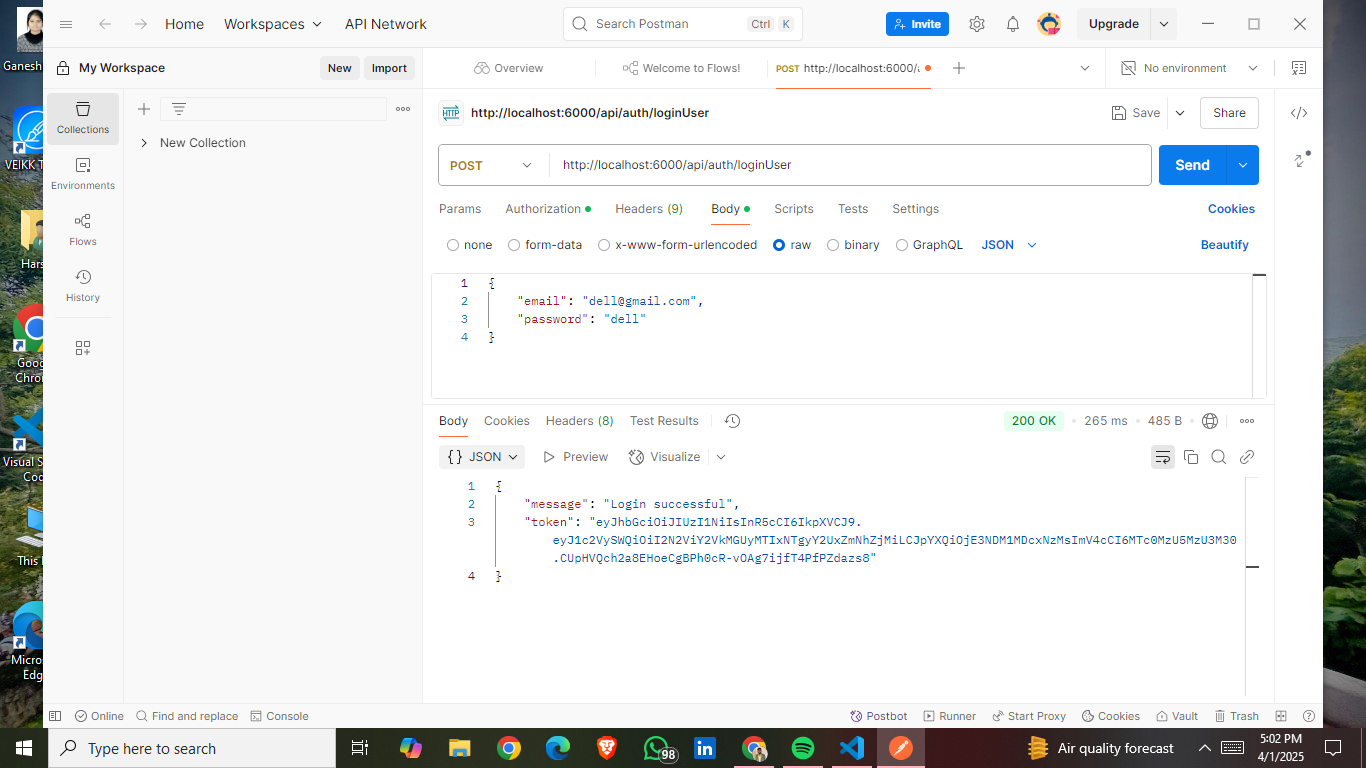 Home
Workspaces
API Network
Search Postman
Ctrl K
Invite
Upgrade
Ganesh
My Workspace
New
Import
Overview
Welcome to Flows!
POST http://localhost:6000/
No environment
Collections
New Collection
HTTP http://localhost:6000/api/auth/loginUser
Save
Share
VEIKK T
Environments
POST
http://localhost:6000/api/auth/loginUser
Send
Flows
Params
Authorization
Headers (9)
Body
Scripts
Tests
Settings
Cookies
Hars
History
none
form-data
x-www-form-urlencoded
raw
binary
GraphQL
JSON
Beautify
1 {
2 "email": "dell@gmail.com",
3 "password": "dell"
4 }
Goog
Chron
Body
Cookies
Headers (8)
Test Results
200 OK
265 ms
485 B
Visual S
Coo
{} JSON
Preview
Visualize
1 {
2 "message": "Login successful",
3 "token": "eyJhbGciOiJIUzI1NiIsInR5cCI6IkpXVCJ9.
eyJ1c2VySWQiOiI2N2ViY2VkMGUyMTIxNTgyY2UxZmNhZjMiLCJpYXQiOjE3NDM1MDcxNzMsImV4cCI6MTc0MzU5MzU3M30
.CUpHVQch2a8EHoeCgBPh0cR-vOAg7ijfT4PfPZdazs8"
4 }
This
Micros
Edg
Online
Find and replace
Console
Postbot
Runner
Start Proxy
Cookies
Vault
Trash
Type here to search
98
Air quality forecast
5:02 PM
4/1/2025